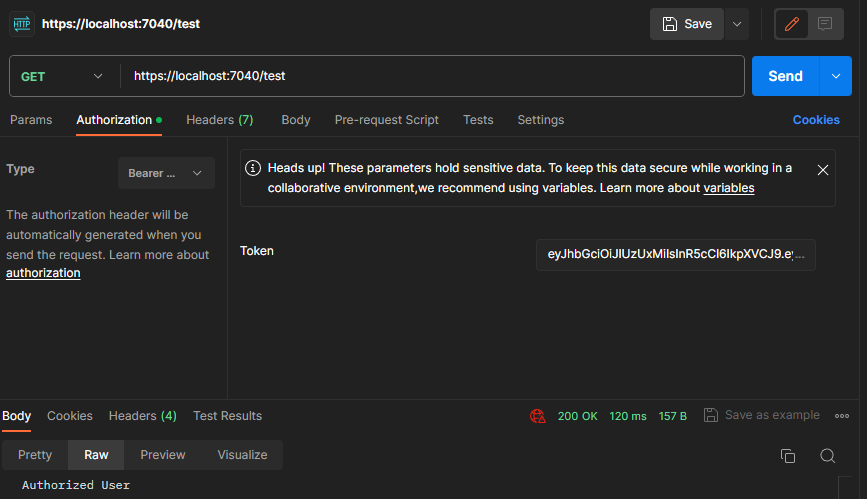 HTTP https://localhost:7040/test
Save
GET https://localhost:7040/test Send
Params Authorization Headers (7) Body Pre-request Script Tests Settings Cookies
Type Bearer ...
The authorization header will be
automatically generated when you
send the request. Learn more about
authorization
Heads up! These parameters hold sensitive data. To keep this data secure while working in a
collaborative environment,we recommend using variables. Learn more about variables
Token eyJhbGciOiJIUzUxMiIsInR5cCI6IkpXVCJ9.ey...
Body Cookies Headers (4) Test Results 200 OK 120 ms 157 B Save as example
Pretty Raw Preview Visualize
Authorized User